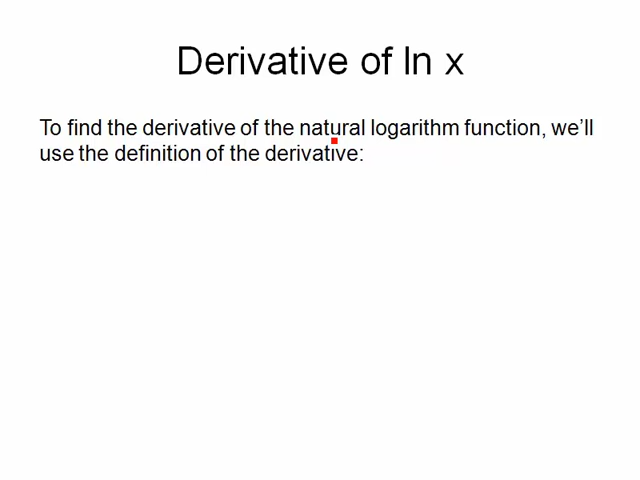 Derivative of ln x
To find the derivative of the natural logarithm function, we’ll
use the definition of the derivative: